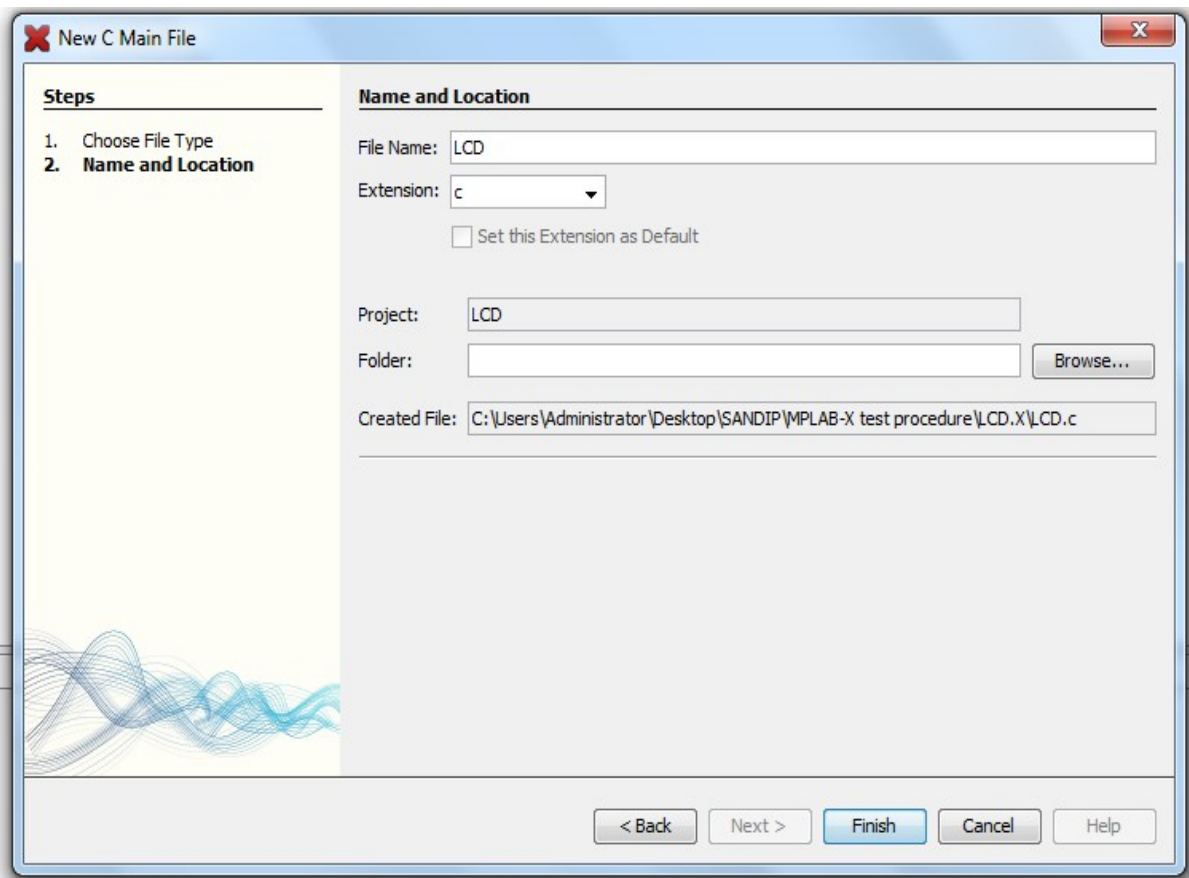 New C Main File
x
Steps
1. Choose File Type
2. Name and Location
Name and Location
File Name: LCD
Extension: c
Set this Extension as Default
Project: LCD
Folder:
Browse...
Created File: C:\Users\Administrator\Desktop\SANDIP\MPLAB-X test procedure\LCD.X\LCD.c
< Back
Next >
Finish
Cancel
Help